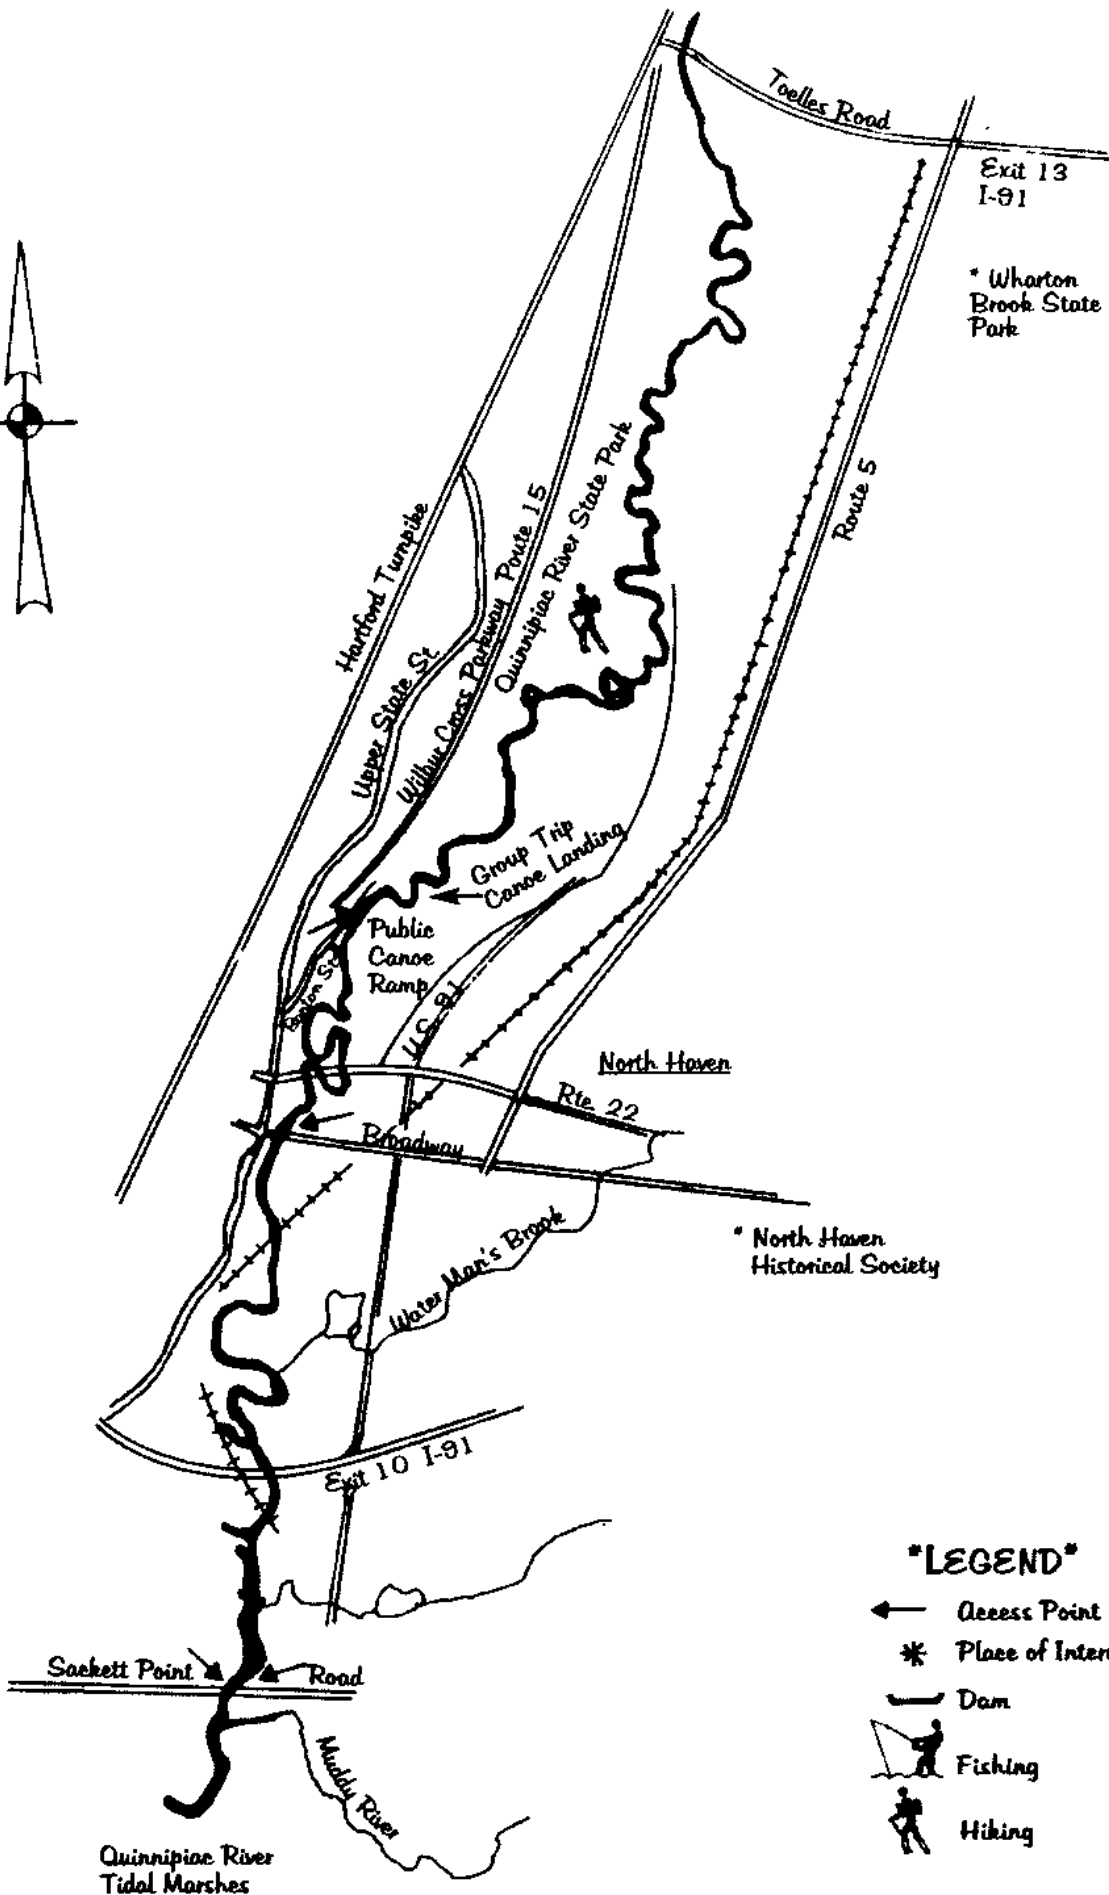 Toelles Road
Exit 13
I-91
* Wharton
Brook State
Park
Route 5
Quinnipiac River State Park
Wilbur Cross Parkway Route 15
Hartford Turnpike
Upper State St
Group Trip
Canoe Landing
Public
Canoe
Ramp
U.S. 91
North Haven
Rte. 22
Broadway
* North Haven
Historical Society
Water Man's Brook
Exit 10 I-91
Sackett Point Road
Muddy River
Quinnipiac River
Tidal Marshes
*LEGEND*
Access Point
Place of Inter
Dam
Fishing
Hiking